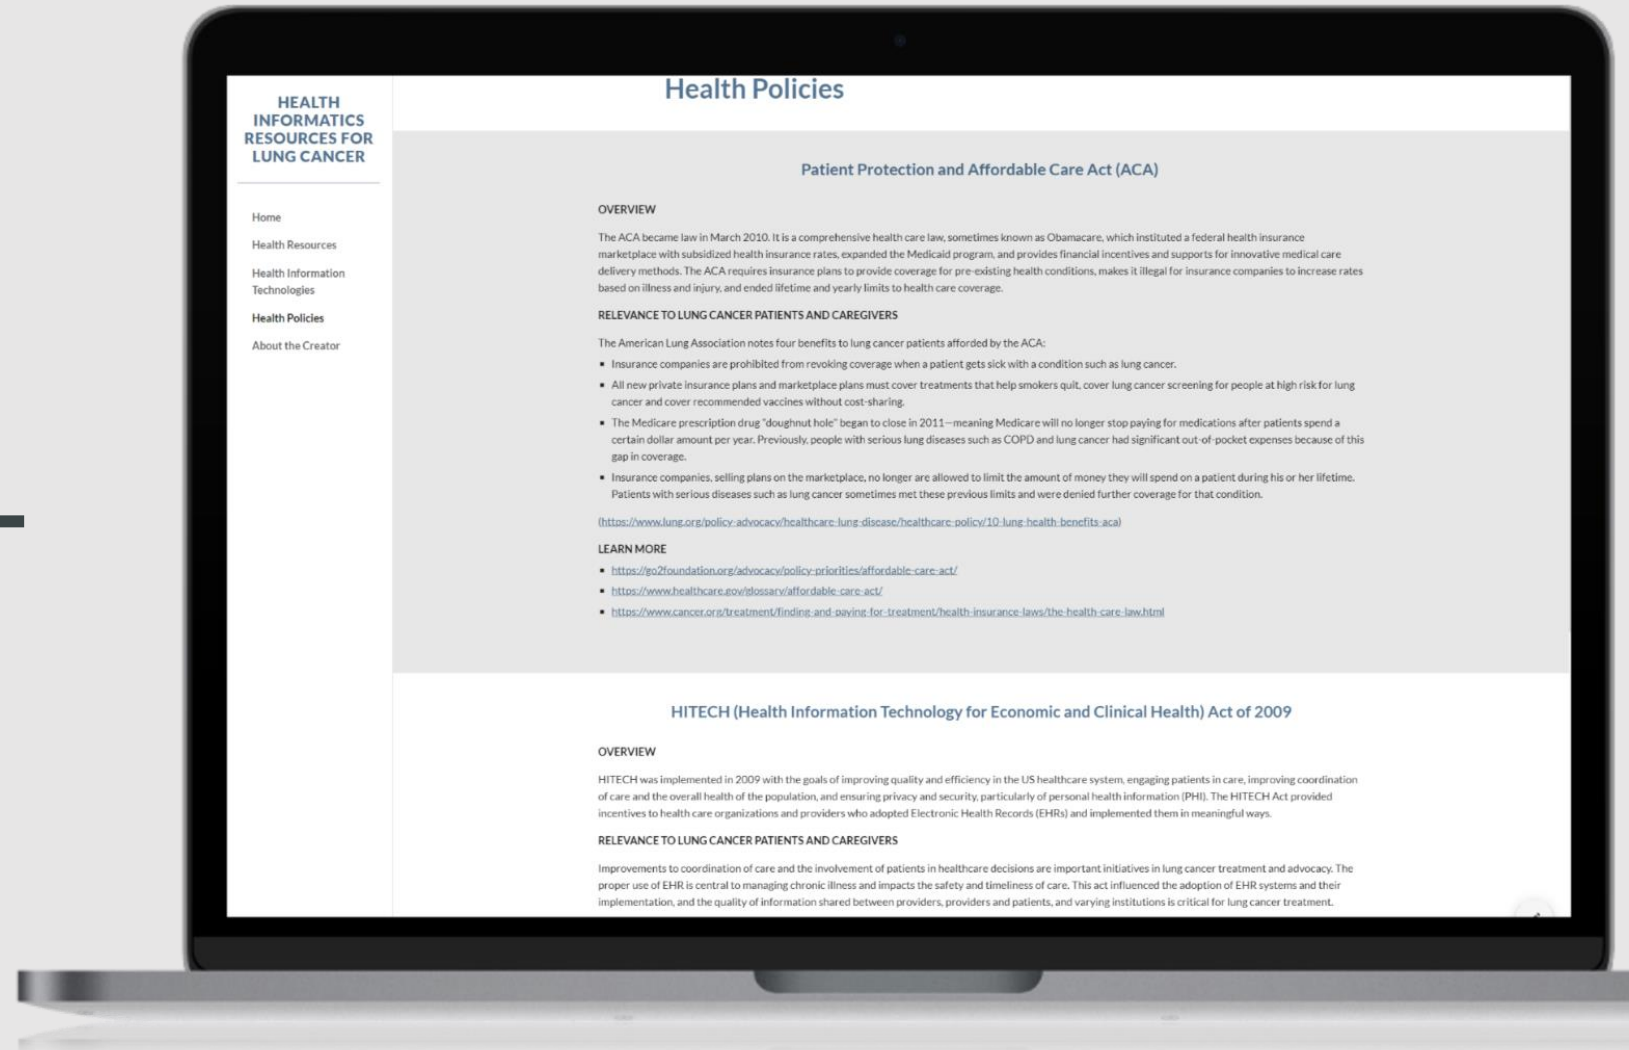 HEALTH
INFORMATICS
RESOURCES FOR
LUNG CANCER
Home
Health Resources
Health Information
Technologies
Health Policies
About the Creator
Health Policies
Patient Protection and Affordable Care Act (ACA)
OVERVIEW
The ACA became law in March 2010. It is a comprehensive health care law, sometimes known as Obamacare, which instituted a federal health insurance
marketplace with subsidized health insurance rates, expanded the Medicaid program, and provides financial incentives and supports for innovative medical care
delivery methods. The ACA requires insurance plans to provide coverage for pre-existing health conditions, makes it illegal for insurance companies to increase rates
based on illness and injury, and ended lifetime and yearly limits to health care coverage.
RELEVANCE TO LUNG CANCER PATIENTS AND CAREGIVERS
The American Lung Association notes four benefits to lung cancer patients afforded by the ACA:
▪ Insurance companies are prohibited from revoking coverage when a patient gets sick with a condition such as lung cancer.
▪ All new private insurance plans and marketplace plans must cover treatments that help smokers quit, cover lung cancer screening for people at high risk for lung
cancer and cover recommended vaccines without cost-sharing.
▪ The Medicare prescription drug "doughnut hole" began to close in 2011—meaning Medicare will no longer stop paying for medications after patients spend a
certain dollar amount per year. Previously, people with serious lung diseases such as COPD and lung cancer had significant out-of-pocket expenses because of this
gap in coverage.
▪ Insurance companies, selling plans on the marketplace, no longer are allowed to limit the amount of money they will spend on a patient during his or her lifetime.
Patients with serious diseases such as lung cancer sometimes met these previous limits and were denied further coverage for that condition.
(https://www.lung.org/policy-advocacy/healthcare-lung-disease/healthcare-policy/10-lung-health-benefits-aca)
LEARN MORE
▪ https://go2foundation.org/advocacy/policy-priorities/affordable-care-act/
▪ https://www.healthcare.gov/glossary/affordable-care-act/
▪ https://www.cancer.org/treatment/finding-and-paying-for-treatment/health-insurance-laws/the-health-care-law.html
HITECH (Health Information Technology for Economic and Clinical Health) Act of 2009
OVERVIEW
HITECH was implemented in 2009 with the goals of improving quality and efficiency in the US healthcare system, engaging patients in care, improving coordination
of care and the overall health of the population, and ensuring privacy and security, particularly of personal health information (PHI). The HITECH Act provided
incentives to health care organizations and providers who adopted Electronic Health Records (EHRs) and implemented them in meaningful ways.
RELEVANCE TO LUNG CANCER PATIENTS AND CAREGIVERS
Improvements to coordination of care and the involvement of patients in healthcare decisions are important initiatives in lung cancer treatment and advocacy. The
proper use of EHR is central to managing chronic illness and impacts the safety and timeliness of care. This act influenced the adoption of EHR systems and their
implementation, and the quality of information shared between providers, providers and patients, and varying institutions is critical for lung cancer treatment.